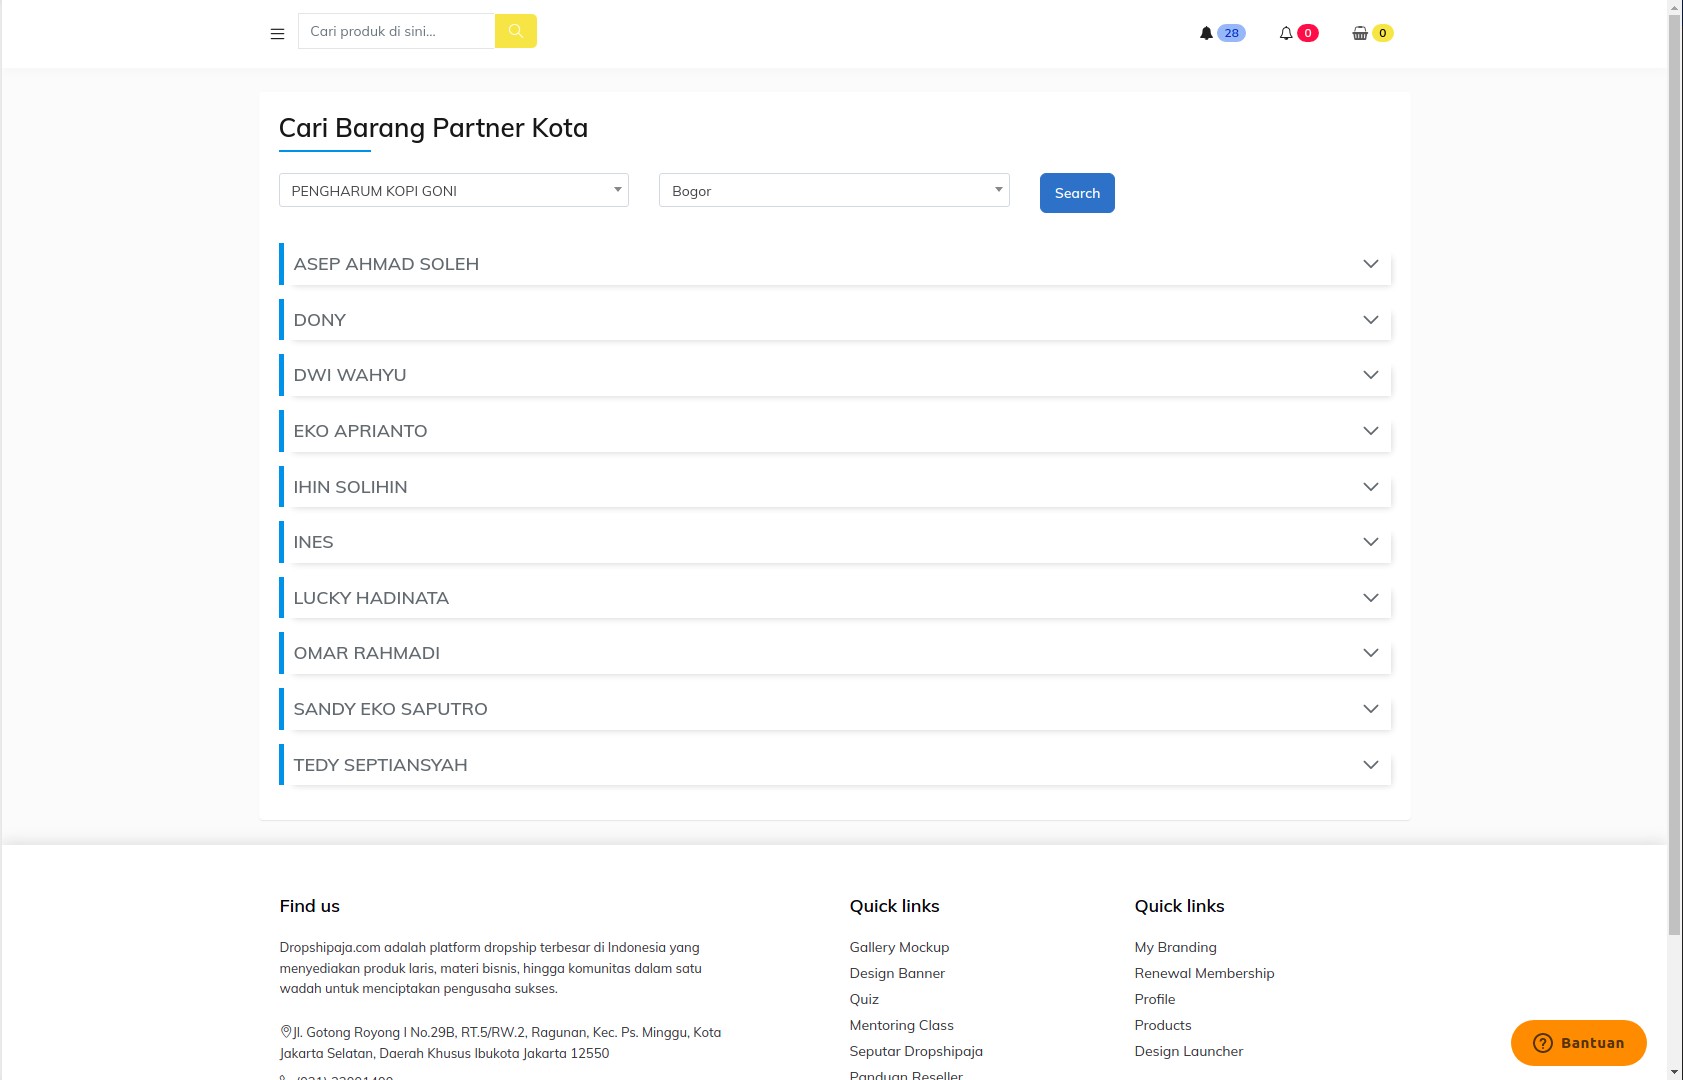 Cari produk di sini...
28
0
0
Cari Barang Partner Kota
PENGHARUM KOPI GONI
Bogor
Search
ASEP AHMAD SOLEH
DONY
DWI WAHYU
EKO APRIANTO
IHIN SOLIHIN
INES
LUCKY HADINATA
OMAR RAHMADI
SANDY EKO SAPUTRO
TEDY SEPTIANSYAH
Find us
Dropshipaja.com adalah platform dropship terbesar di Indonesia yang
menyediakan produk laris, materi bisnis, hingga komunitas dalam satu
wadah untuk menciptakan pengusaha sukses.
Jl. Gotong Royong I No.29B, RT.5/RW.2, Ragunan, Kec. Ps. Minggu, Kota
Jakarta Selatan, Daerah Khusus Ibukota Jakarta 12550
Quick links
Gallery Mockup
Design Banner
Quiz
Mentoring Class
Seputar Dropshipaja
Panduan Reseller
Quick links
My Branding
Renewal Membership
Profile
Products
Design Launcher
Bantuan